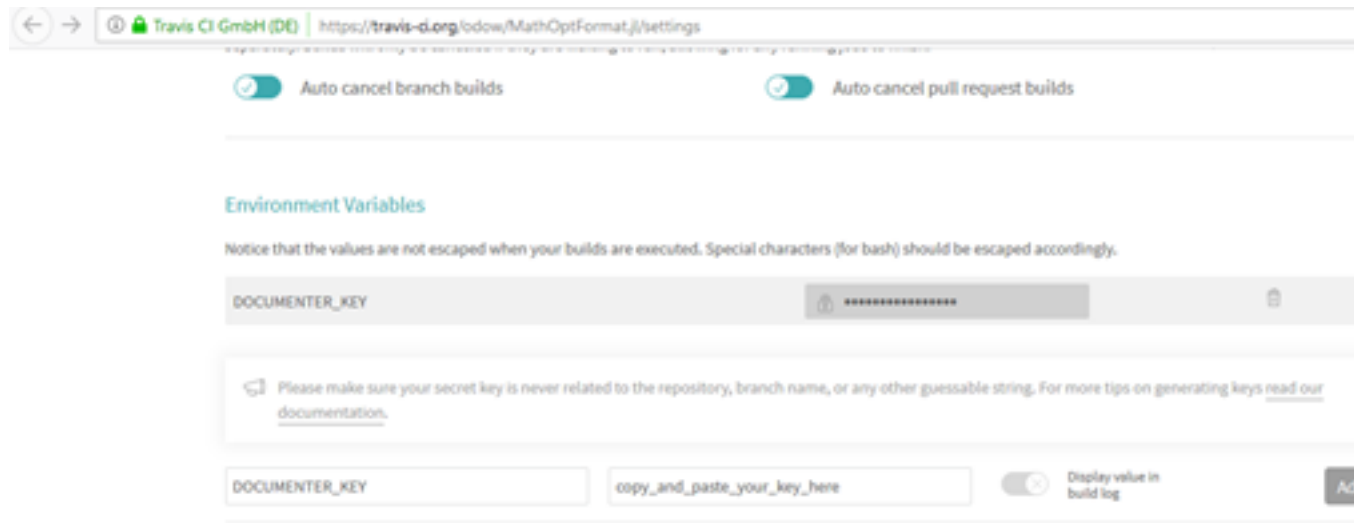 Travis CI GmbH (DE) https://travis-ci.org/odow/MathOptFormat.jl/settings
Auto cancel branch builds Auto cancel pull request builds
Environment Variables
Notice that the values are not escaped when your builds are executed. Special characters (for bash) should be escaped accordingly.
DOCUMENTER_KEY ••••••••••••••••
Please make sure your secret key is never related to the repository, branch name, or any other guessable string. For more tips on generating keys read our
documentation.
DOCUMENTER_KEY copy_and_paste_your_key_here Display value in
build log